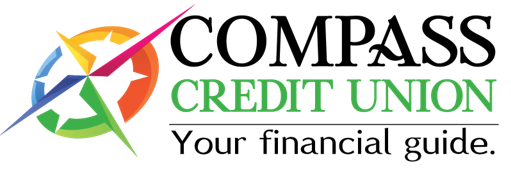 COMPASS
CREDIT UNION
Your financial guide.